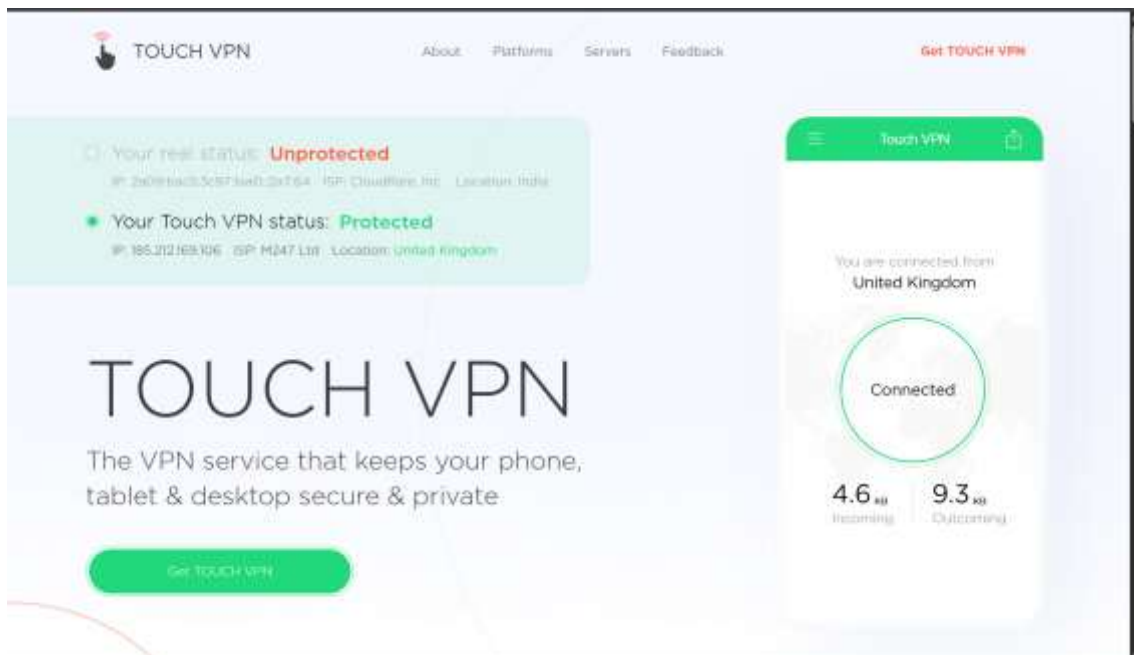 TOUCH VPN
About Platforms Servers Feedback
Get TOUCH VPN
Your real status: Unprotected
ISP: Cloudflare, Inc Location: India
Your Touch VPN status: Protected
IP: 185.212.169.106 ISP: M247 Ltd Location: United Kingdom
TOUCH VPN
The VPN service that keeps your phone,
tablet & desktop secure & private
Get TOUCH VPN
Touch VPN
You are connected from
United Kingdom
Connected
4.6 KB 9.3 KB
Incoming Outcoming